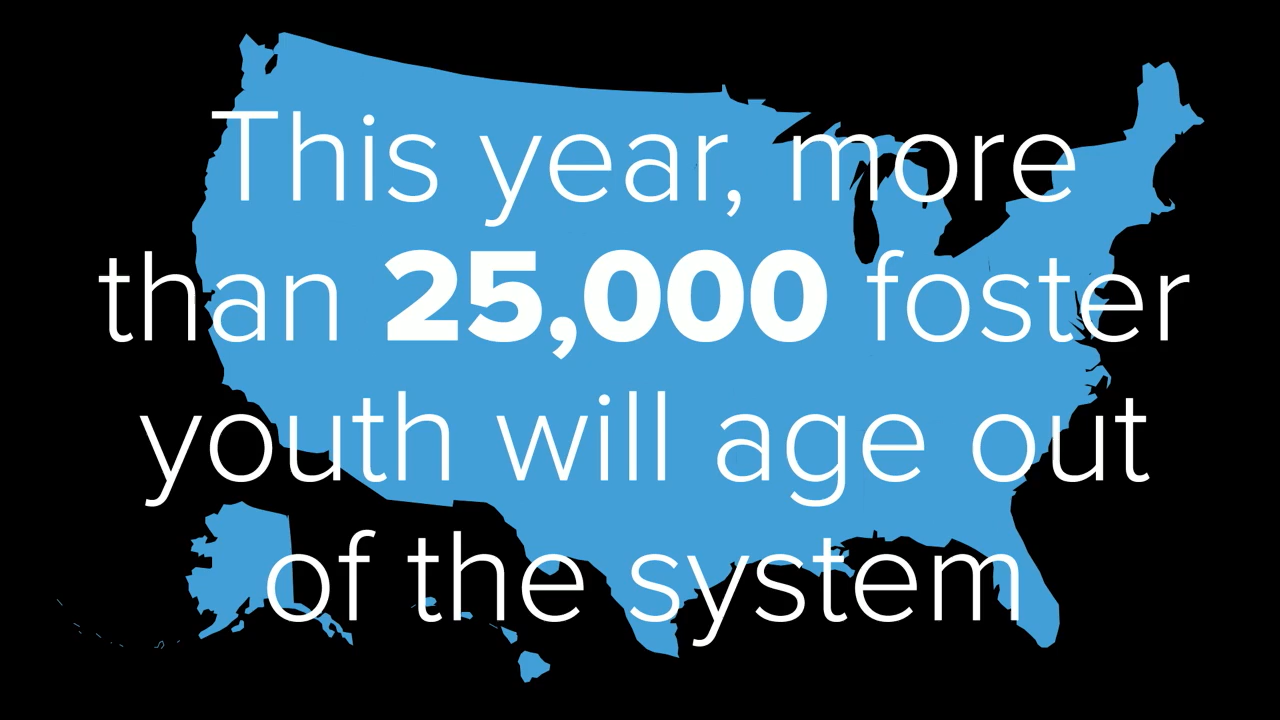 This year, more
than 25,000 foster
youth will age out
of the system